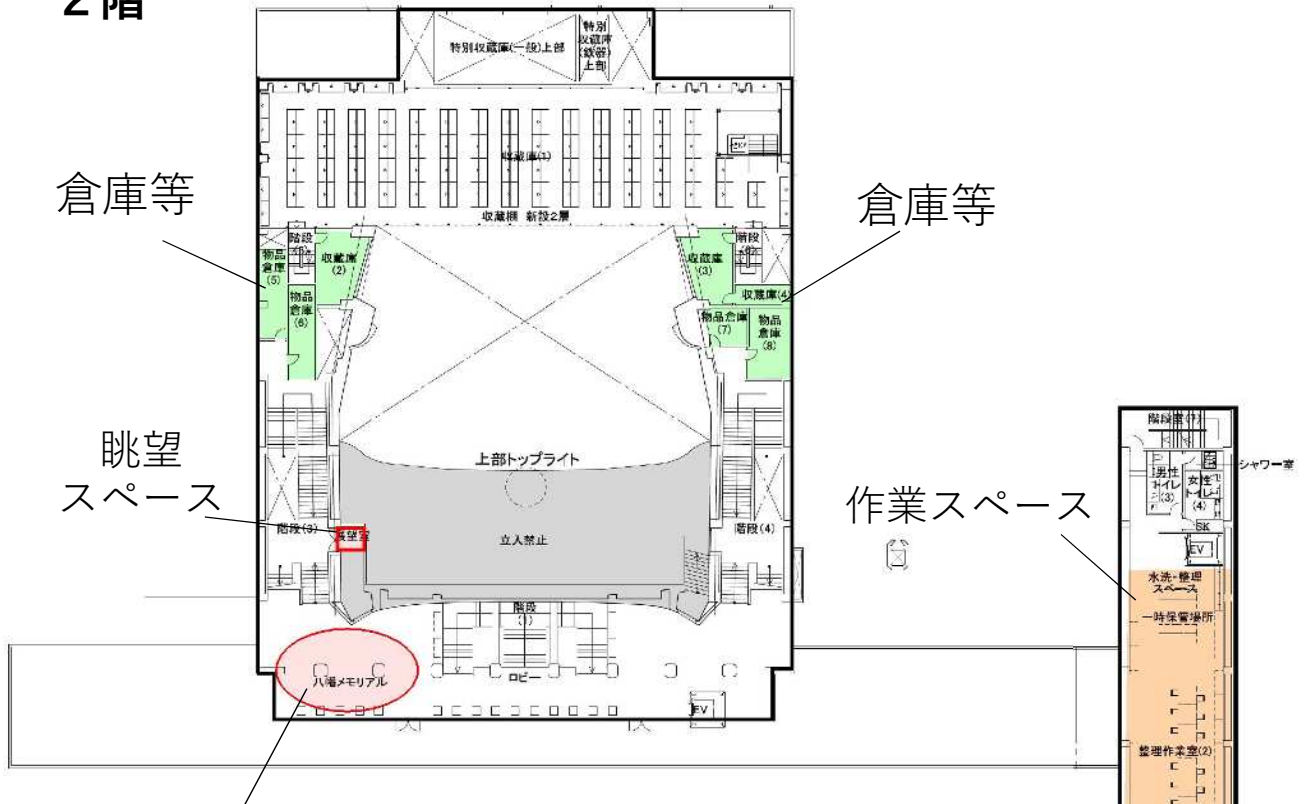 2階
特別収蔵庫(一般)上部
特別
収蔵庫
(鉄器)
上部
収蔵庫(1)
収蔵棚 新設2層
倉庫等
倉庫等
階段
(5)
物品
倉庫
(5)
収蔵庫
(2)
物品
倉庫
(6)
収蔵庫
(3)
階段
(6)
収蔵庫(4)
物品倉庫
(7)
物品
倉庫
(8)
眺望
スペース
上部トップライト
階段(3)
展望室
立入禁止
階段(4)
作業スペース
階段室(7)
シャワー室
男性
トイレ
(3)
女性
トイレ
(4)
SK
EV
水洗・整理
スペース
一時保管場所
整理作業室(2)
階段
(1)
八幡メモリアル
ロビー
EV